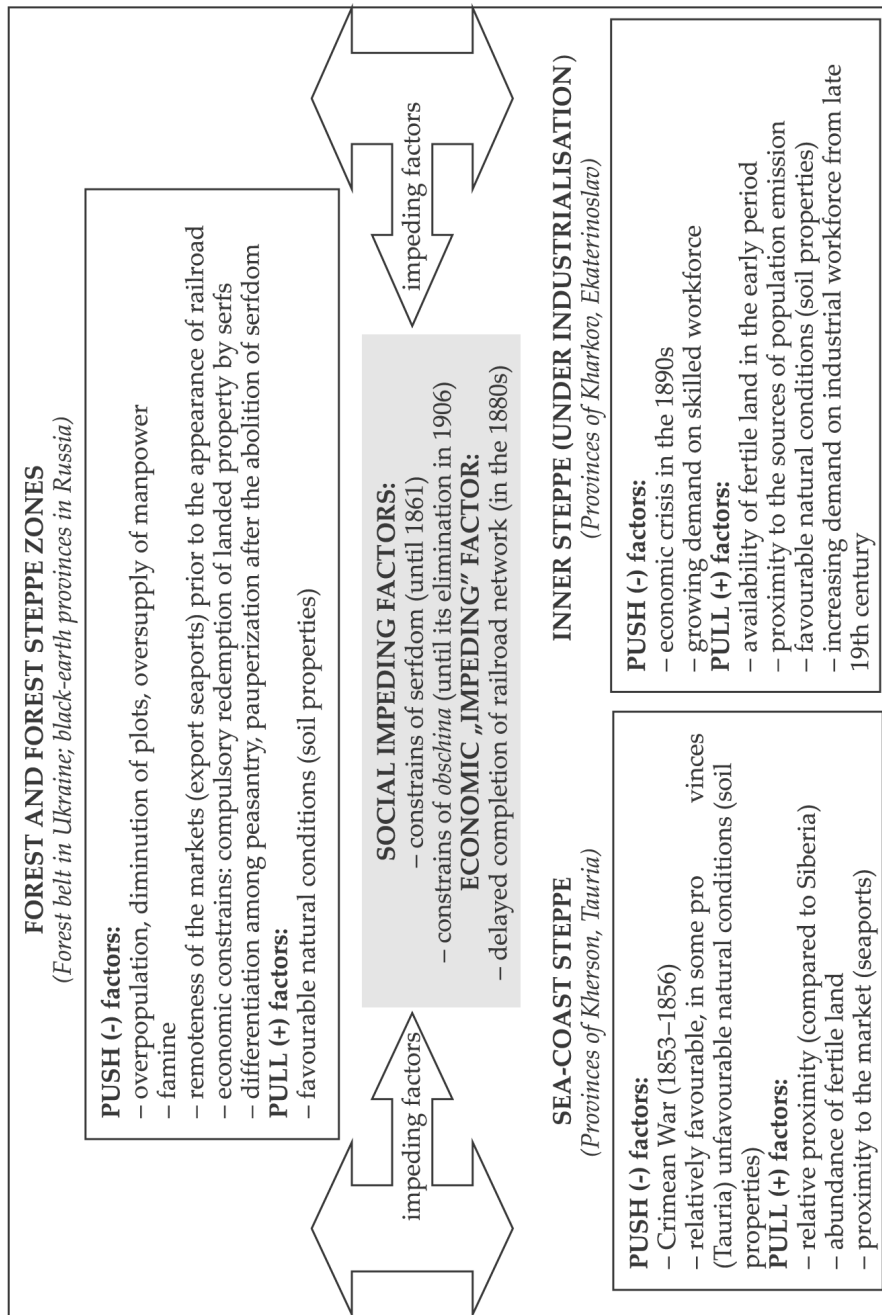 FOREST AND FOREST STEPPE ZONES
(Forest belt in Ukraine; black-earth provinces in Russia)
PUSH (-) factors:
– overpopulation, diminution of plots, oversupply of manpower
famine
– remoteness of the markets (export seaports) prior to the appearance of railroad
– economic constrains: compulsory redemption of landed property by serfs
– differentiation among peasantry, pauperization after the abolition of serfdom
PULL (+) factors:
– favourable natural conditions (soil properties)
impeding factors
SOCIAL IMPEDING FACTORS:
– constrains of serfdom (until 1861)
– constrains of obschina (until its elimination in 1906)
ECONOMIC „IMPEDING” FACTOR:
– delayed completion of railroad network (in the 1880s)
impeding factors
SEA-COAST STEPPE
(Provinces of Kherson, Tauria)
PUSH (-) factors:
– Crimean War (1853–1856)
– relatively favourable, in some pro vinces
(Tauria) unfavourable natural conditions (soil
properties)
PULL (+) factors:
– relative proximity (compared to Siberia)
– abundance of fertile land
– proximity to the market (seaports)
INNER STEPPE (UNDER INDUSTRIALISATION)
(Provinces of Kharkov, Ekaterinoslav)
PUSH (-) factors:
– economic crisis in the 1890s
– growing demand on skilled workforce
PULL (+) factors:
– availability of fertile land in the early period
– proximity to the sources of population emission
– favourable natural conditions (soil properties)
– increasing demand on industrial workforce from late
19th century